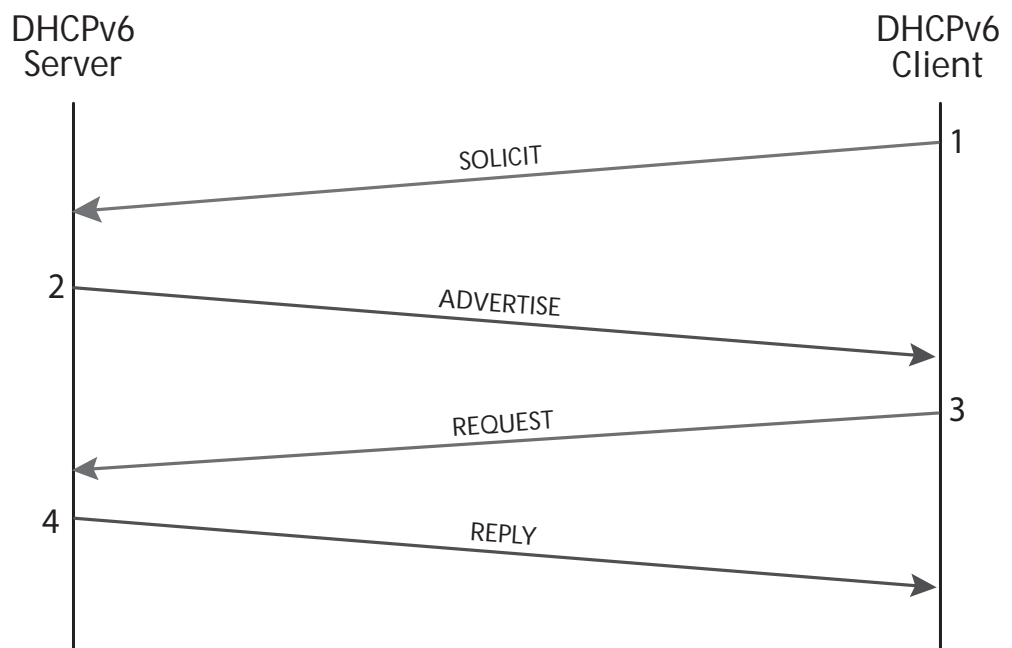 DHCPv6
Server
DHCPv6
Client
1
SOLICIT
2
ADVERTISE
3
REQUEST
4
REPLY